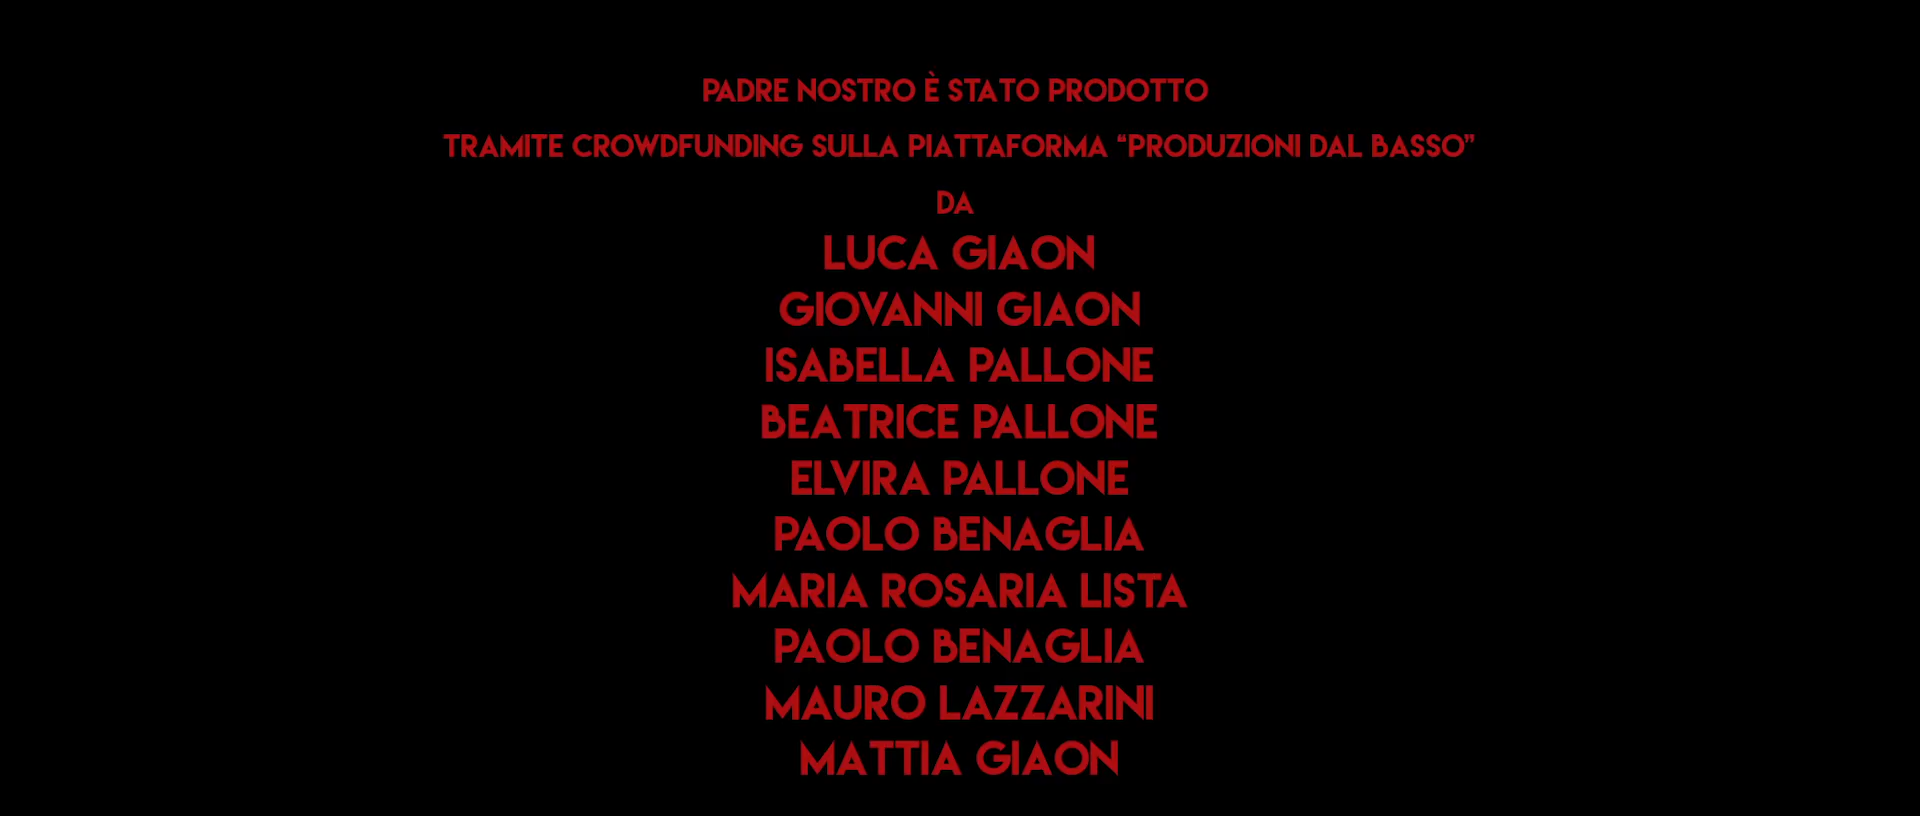 PADRE NOSTRO È STATO PRODOTTO
TRAMITE CROWDFUNDING SULLA PIATTAFORMA “PRODUZIONI DAL BASSO”
DA
LUCA GIAON
GIOVANNI GIAON
ISABELLA PALLONE
BEATRICE PALLONE
ELVIRA PALLONE
PAOLO BENAGLIA
MARIA ROSARIA LISTA
PAOLO BENAGLIA
MAURO LAZZARINI
MATTIA GIAON